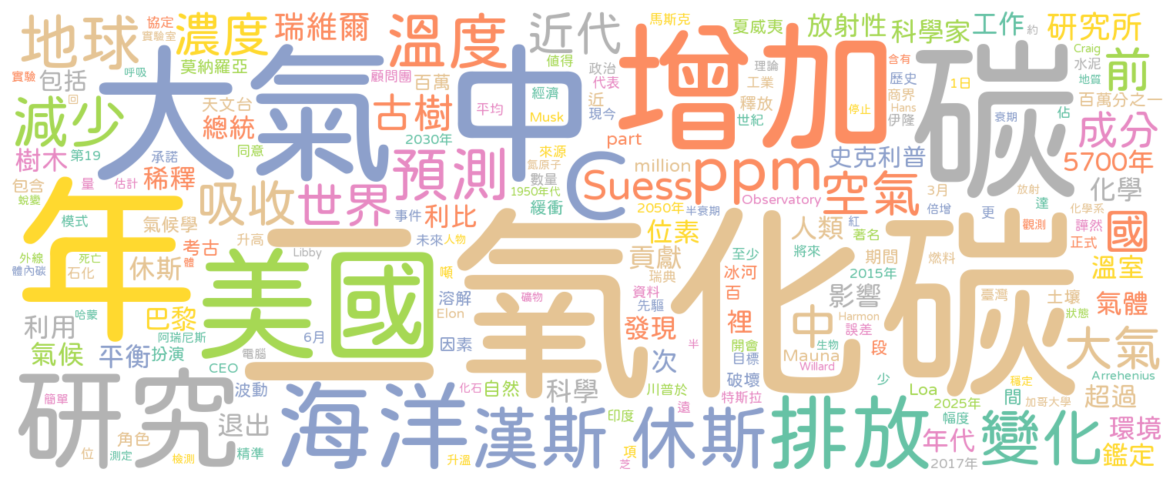 二氧化碳
大氣中
增加
碳
年
美國
研究
海洋
漢斯
休斯
排放
變化
C
ppm
Suess
地球
濃度
溫度
近代
減少
預測
世界
吸收
古樹
空氣
成分
前
國
大氣
中
瑞維爾
莫納羅亞
協定
實驗室
實驗
包括
呼吸
顧問團
百萬
值得
馬斯克
夏威夷
政治
代表
理論
工業
放射性
科學家
工作
約
研究所
含有
歷史
商界
Hans
伊隆
1日
Craig
水泥
地質
百萬分之一
衰期
佔
天文台
總統
回
平均
經濟
近
現今
Musk
釋放
世紀
停止
樹木
第19
承諾
稀釋
同意
2030年
來源
氮原子
數量
part
million
史克利普
5700年
化學
包含
蛻變
量
估計
1950年代
緩衝
2050年
半衰期
Observatory
3月
倍增
更
放射
達
化學系
模式
氣候學
事件
利比
位素
人類
紅
著名
觀測
譁然
正式
外線
死亡
體內碳
石化
升高
考古
體
休斯
Libby
未來
人物
貢獻
至少
將來
期間
燃料
溫室
噸
瑞典
冰河
2015年
利用
哈蒙
巴黎
阿瑞尼斯
6月
溶解
Elon
礦物
資料
先驅
百
影響
臺灣
土壤
狀態
氣體
氣候
平衡
扮演
電腦
因素
發現
裡
開會
目標
Harmon
誤差
生物
段
CEO
波動
半
次
Mauna
Willard
Arrehenius
簡單
退出
化石
自然
科學
川普於
破壞
特斯拉
少
Loa
2025年
間
穩定
加哥大學
超過
角色
位
測定
檢測
精準
升溫
印度
芝
項
遠
幅度
年代
2017年
環境
鑑定